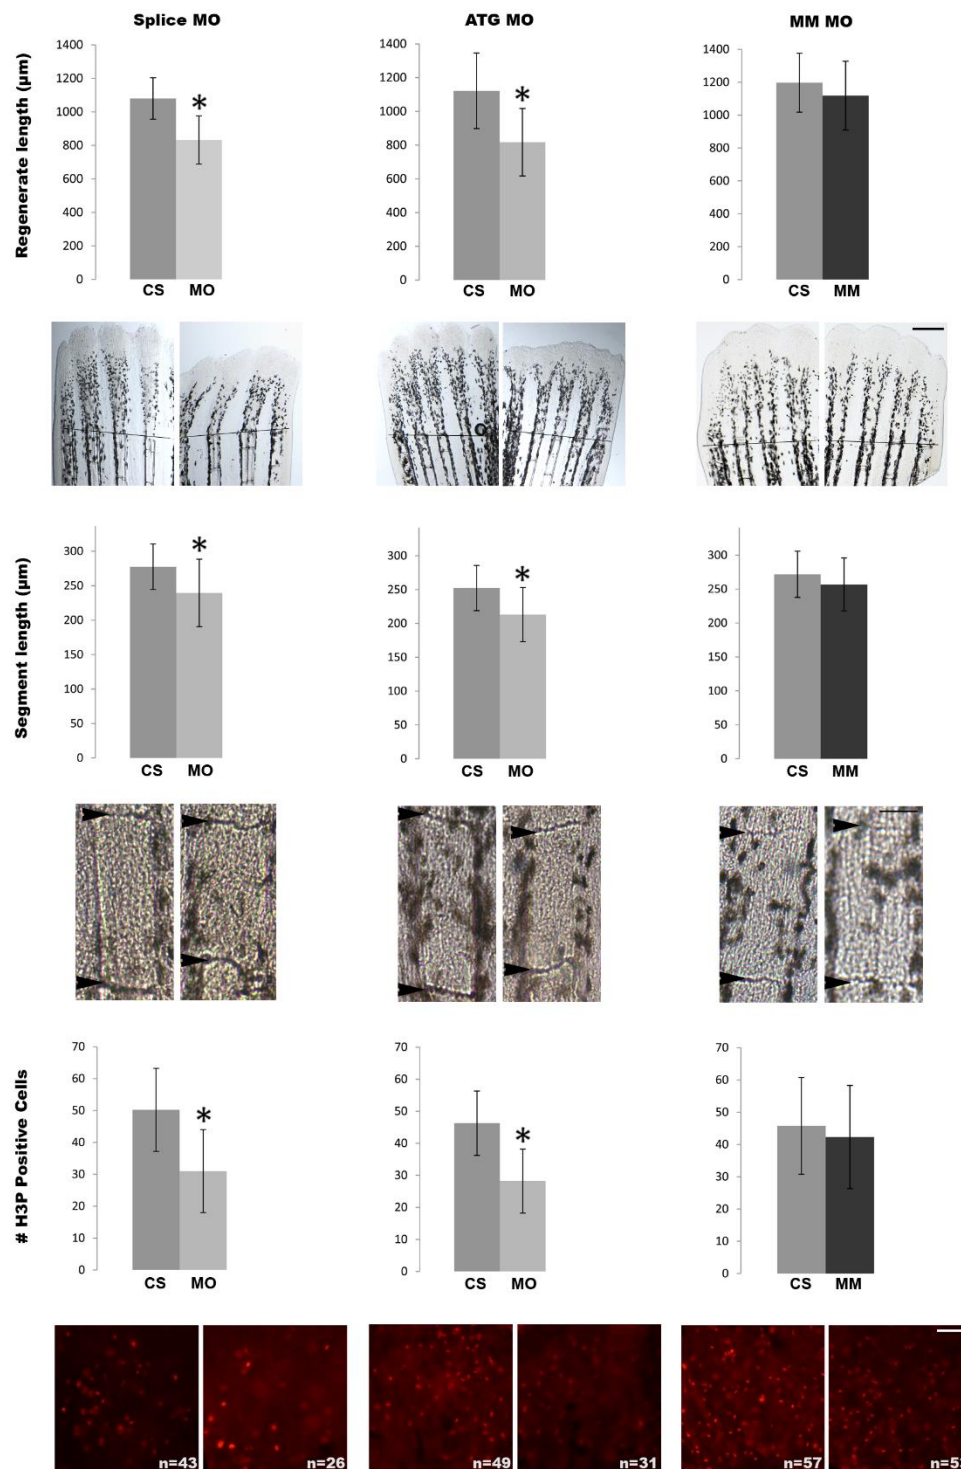 Splice MO ATG MO MM MO
Regenerate length (µm)
1400 1200 1000 800 600 400 200 0
CS MO
*
1400 1200 1000 800 600 400 200 0
CS MO
*
1400 1200 1000 800 600 400 200 0
CS MM
Segment length (µm)
300 250 200 150 100 50 0
CS MO
*
300 250 200 150 100 50 0
CS MO
*
300 250 200 150 100 50 0
CS MM
# H3P Positive Cells
70 60 50 40 30 20 10 0
CS MO
*
70 60 50 40 30 20 10 0
CS MO
*
70 60 50 40 30 20 10 0
CS MM
n=43 n=26 n=49 n=31 n=57